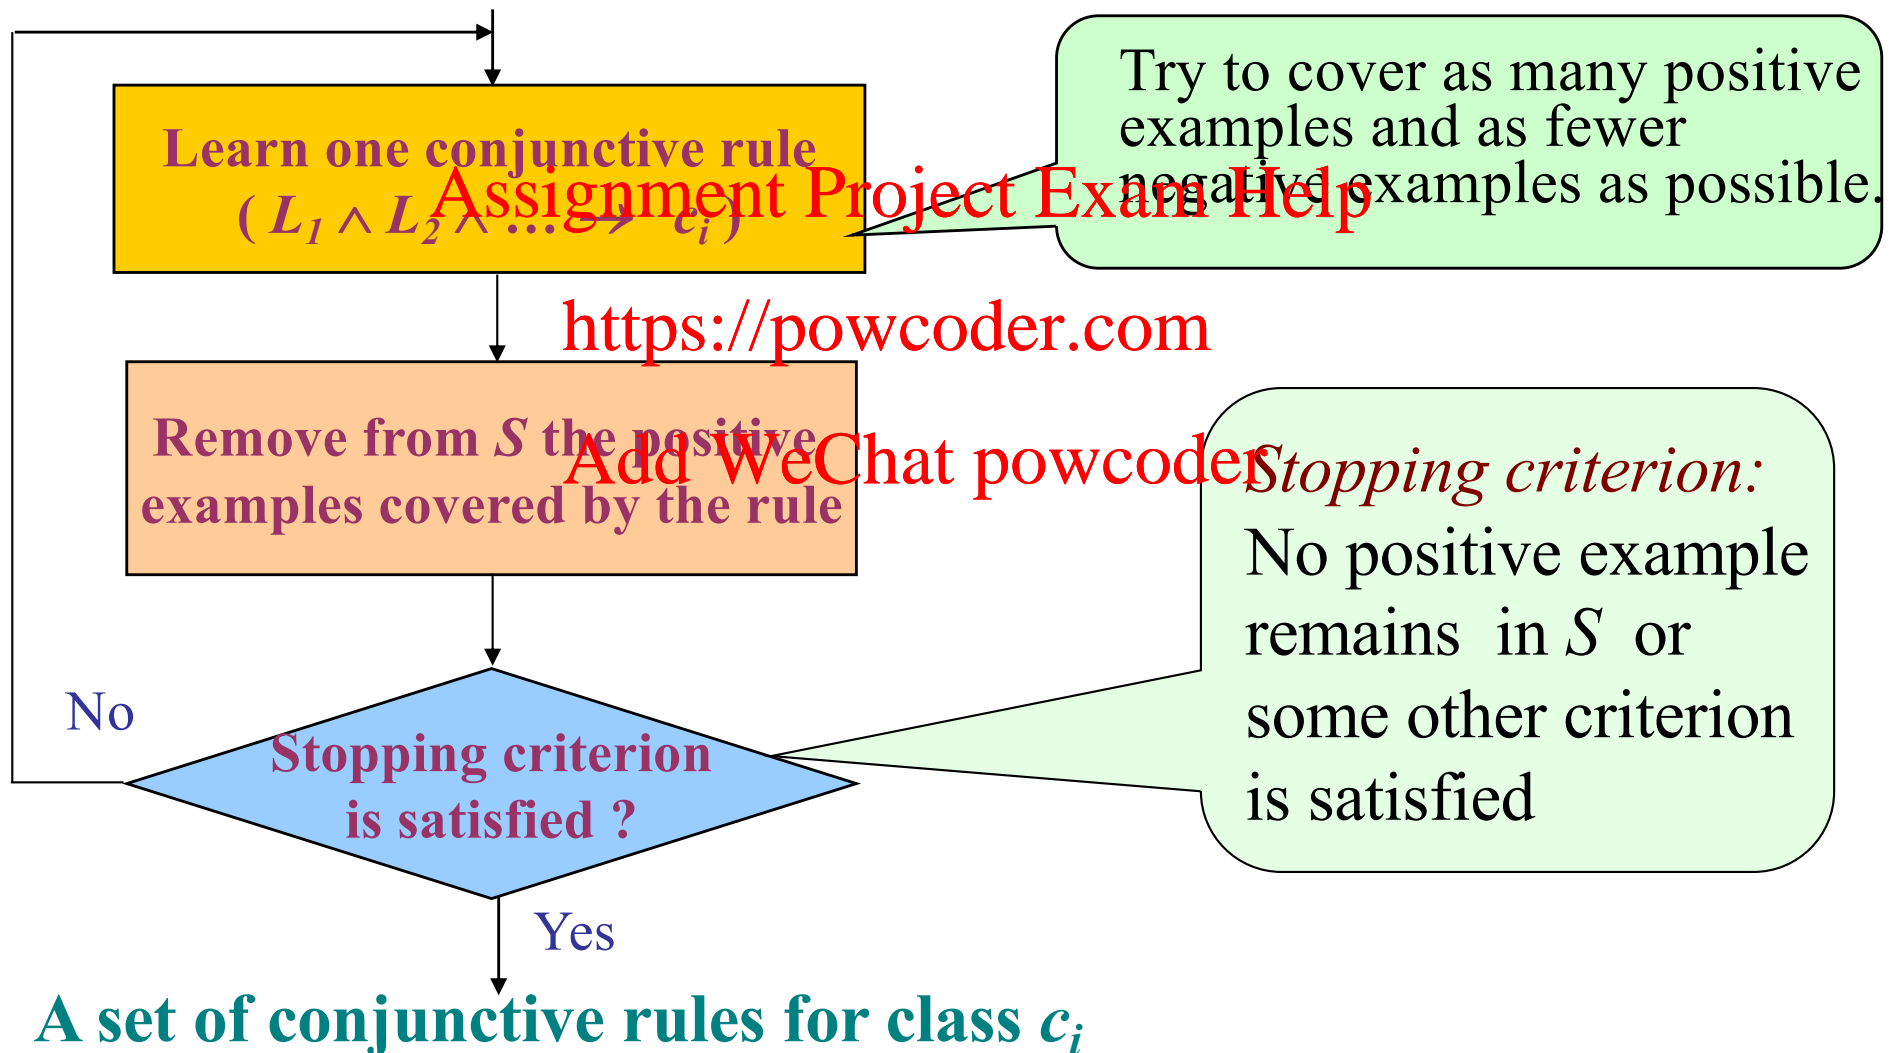 Learn one conjunctive rule
( L1 ∧ L2 ∧ … → ci )
Try to cover as many positive
examples and as fewer
negative examples as possible.
Assignment Project Exam Help
https://powcoder.com
Remove from S the positive
examples covered by the rule
Add WeChat powcoder
Stopping criterion:
No positive example
remains in S or
some other criterion
is satisfied
No
Stopping criterion
is satisfied ?
Yes
A set of conjunctive rules for class ci